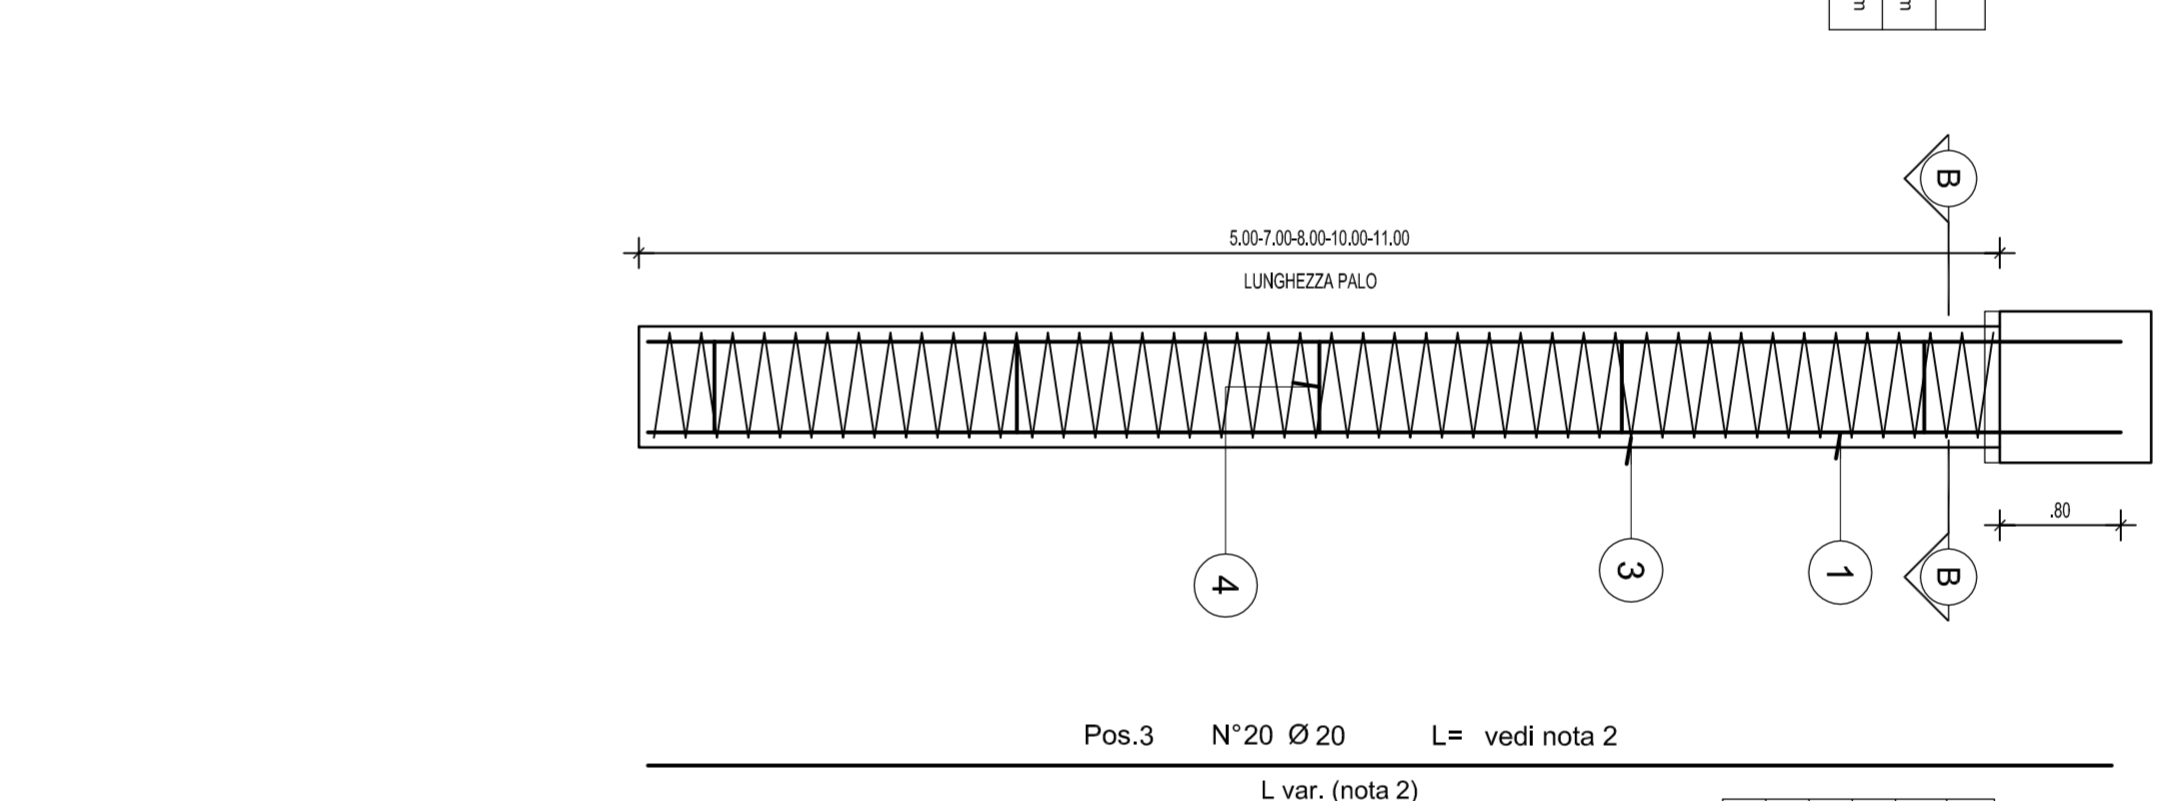 m
m
B
5.00-7.00-8.00-10.00-11.00
LUNGHEZZA PALO
.80
4
3
1
B
Pos.3 N°20 Ø 20 L= vedi nota 2
L var. (nota 2)